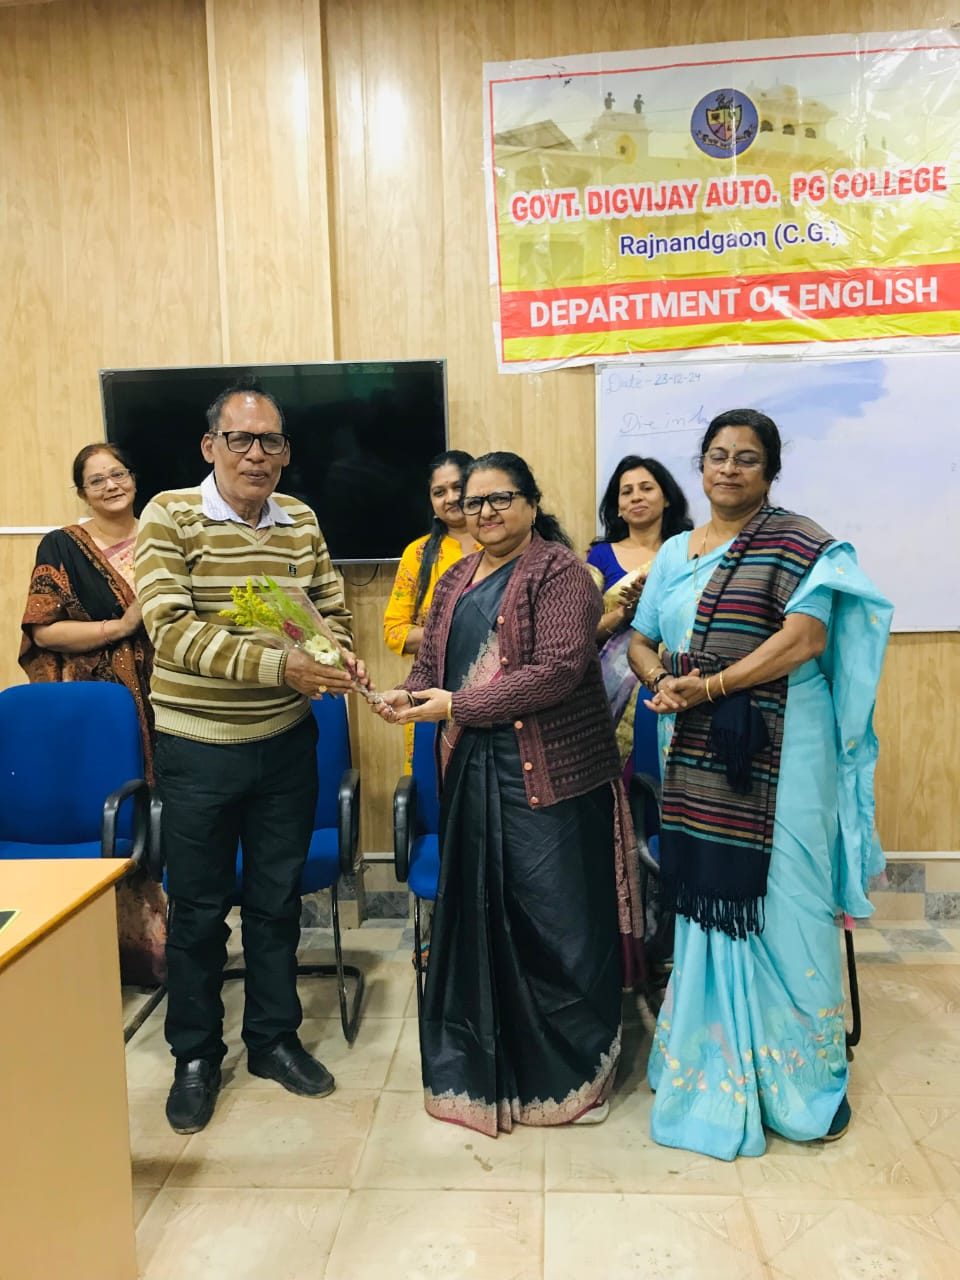 GOVT. DIGVIJAY AUTO. PG COLLEGE
Rajnandgaon (C.G.)
DEPARTMENT OF ENGLISH
Date - 23-12-24